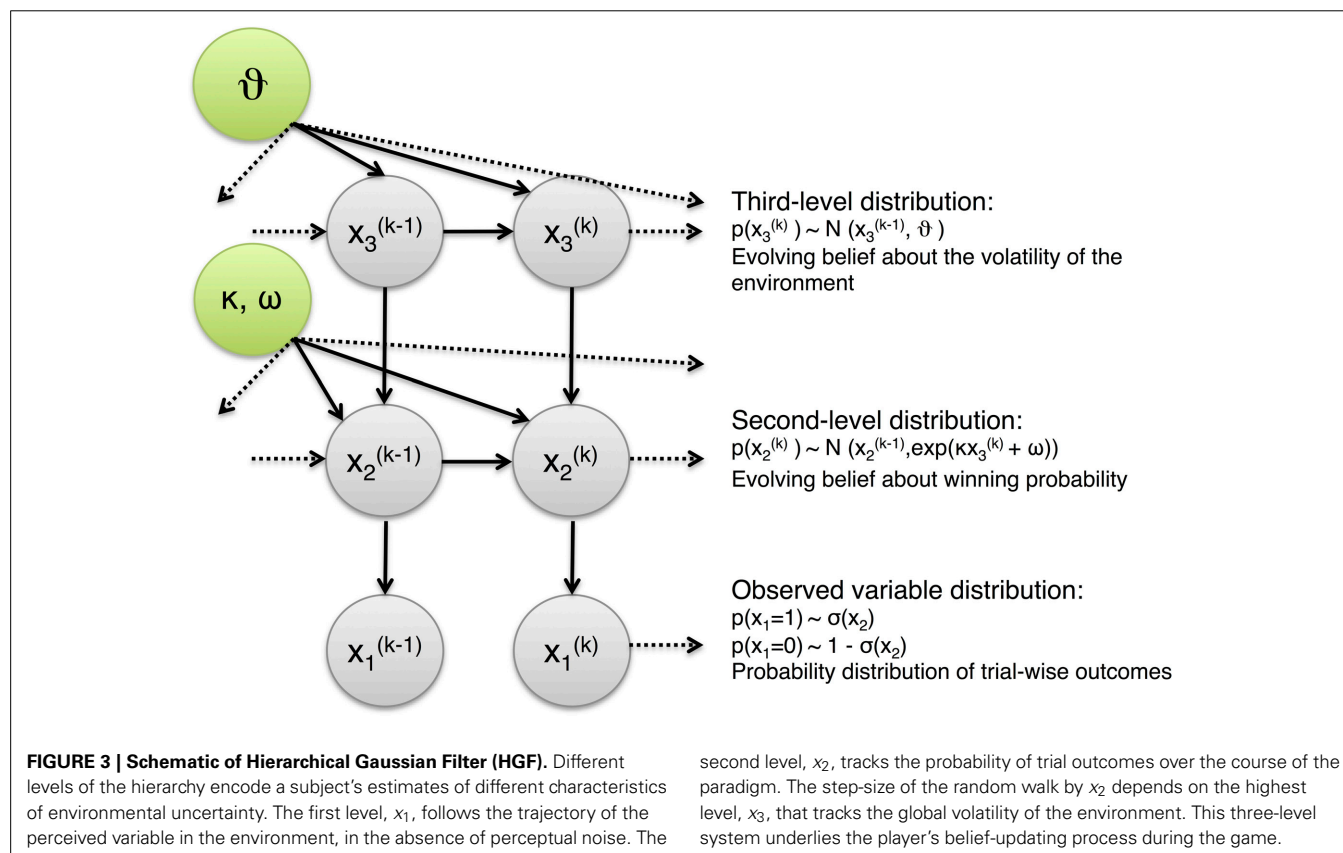 ϑ
x₃⁽ᵏ⁻¹⁾ x₃⁽ᵏ⁾
Third-level distribution:
p(x₃⁽ᵏ⁾ ) ~ N (x₃⁽ᵏ⁻¹⁾, ϑ )
Evolving belief about the volatility of the
environment
κ, ω
x₂⁽ᵏ⁻¹⁾ x₂⁽ᵏ⁾
Second-level distribution:
p(x₂⁽ᵏ⁾ ) ~ N (x₂⁽ᵏ⁻¹⁾,exp(κx₃⁽ᵏ⁾ + ω))
Evolving belief about winning probability
x₁⁽ᵏ⁻¹⁾ x₁⁽ᵏ⁾
Observed variable distribution:
p(x₁=1) ~ σ(x₂)
p(x₁=0) ~ 1 - σ(x₂)
Probability distribution of trial-wise outcomes
FIGURE 3 | Schematic of Hierarchical Gaussian Filter (HGF). Different
levels of the hierarchy encode a subject's estimates of different characteristics
of environmental uncertainty. The first level, x₁, follows the trajectory of the
perceived variable in the environment, in the absence of perceptual noise. The
second level, x₂, tracks the probability of trial outcomes over the course of the
paradigm. The step-size of the random walk by x₂ depends on the highest
level, x₃, that tracks the global volatility of the environment. This three-level
system underlies the player's belief-updating process during the game.